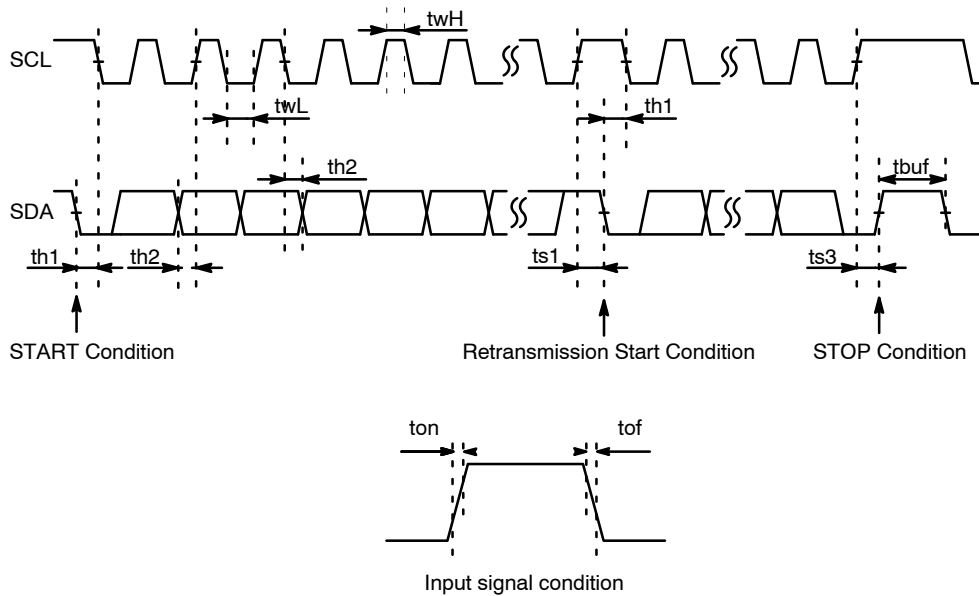 twH
SCL
twL
th1
th2
tbuf
SDA
th1
th2
ts1
ts3
START Condition
Retransmission Start Condition
STOP Condition
ton
tof
Input signal condition